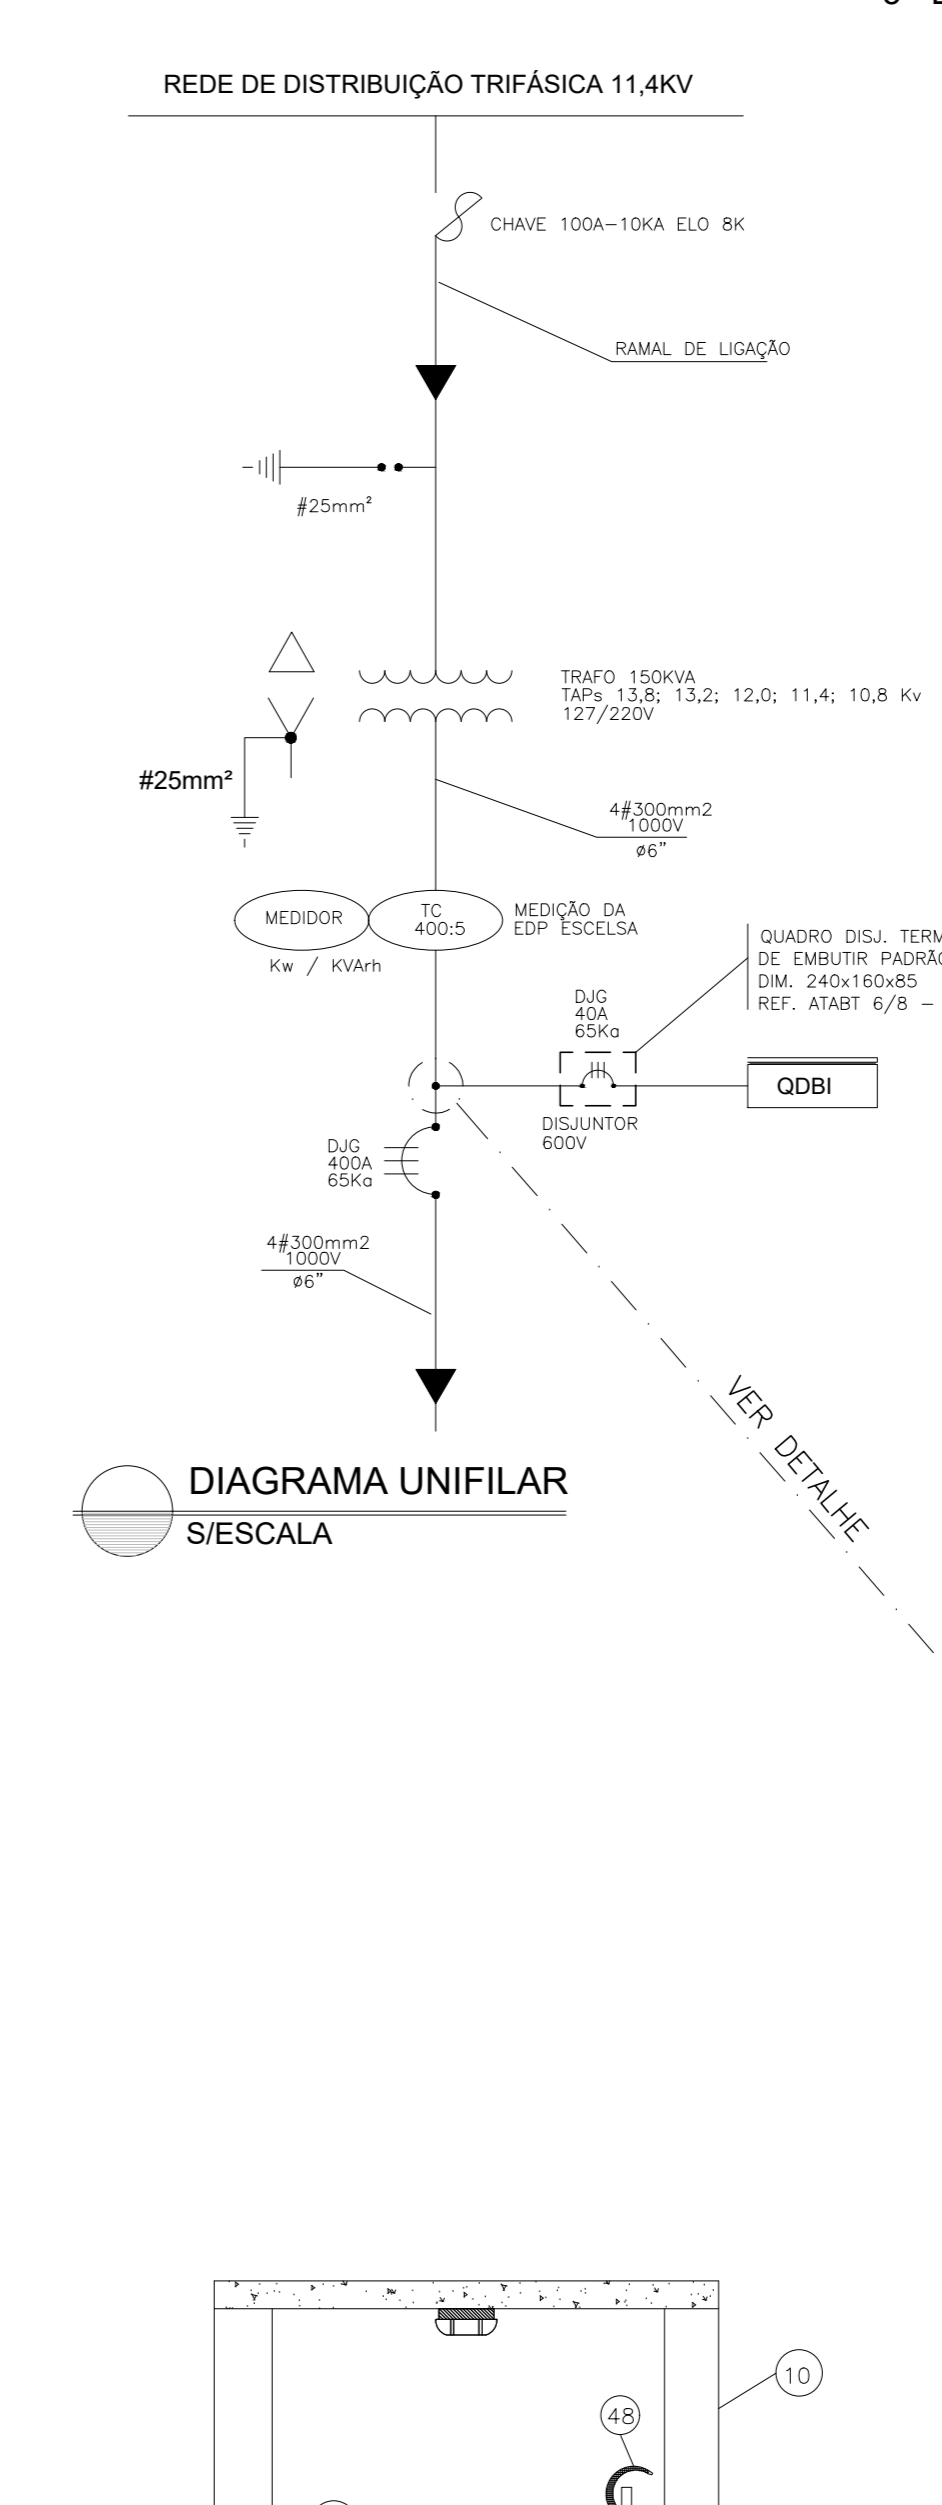 REDE DE DISTRIBUIÇÃO TRIFÁSICA 11,4KV
CHAVE 100A-10KA ELO 8K
RAMAL DE LIGAÇÃO
#25mm²
TRAFO 150KVA
TAPs 13,8; 13,2; 12,0; 11,4; 10,8 Kv
127/220V
#25mm²
4#300mm2
1000V
ø6"
MEDIDOR
TC
400:5
MEDIÇÃO DA
EDP ESCELSA
Kw / KVArh
QUADRO DISJ. TERM
DE EMBUTIR PADRÃO
DIM. 240x160x85
REF. ATABT 6/8 -
DJG
40A
65Ka
QDBI
DISJUNTOR
600V
DJG
400A
65Ka
4#300mm2
1000V
ø6"
VER DETALHE
DIAGRAMA UNIFILAR
S/ESCALA
10
48